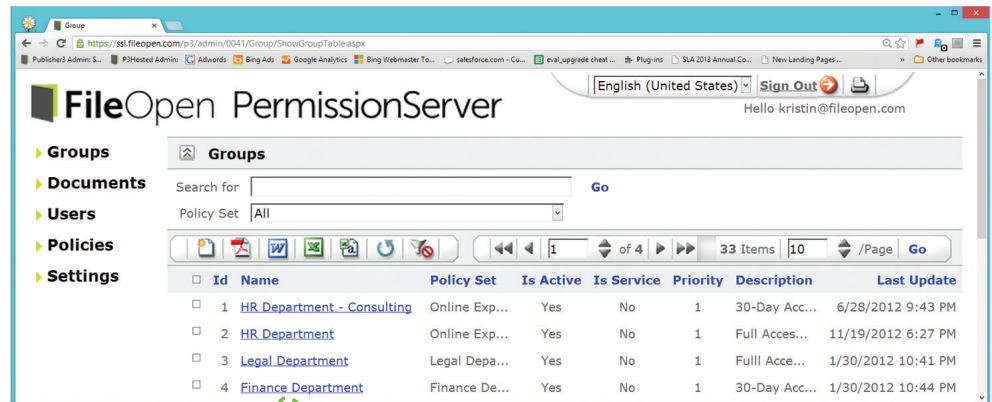 Group
https://ssl.fileopen.com/p3/admin/0041/Group/ShowGroupTable.aspx
Publisher3 Admin: S... P3Hosted Admin: Adwords Bing Ads Google Analytics Bing Webmaster To... salesforce.com - Cu... eval_upgrade cheat ... Plug-ins SLA 2013 Annual Co... New Landing Pages ... » Other bookmarks
English (United States) Sign Out
FileOpen PermissionServer
Hello kristin@fileopen.com
Groups
Documents
Users
Policies
Settings
Groups
Search for Go
Policy Set All
1 of 4 33 Items 10 /Page Go
Id Name Policy Set Is Active Is Service Priority Description Last Update
1 HR Department - Consulting Online Exp... Yes No 1 30-Day Acc... 6/28/2012 9:43 PM
2 HR Department Online Exp... Yes No 1 Full Acces... 11/19/2012 6:27 PM
3 Legal Department Legal Depa... Yes No 1 Fulll Acce... 1/30/2012 10:41 PM
4 Finance Department Finance De... Yes No 1 30-Day Acc... 1/30/2012 10:44 PM